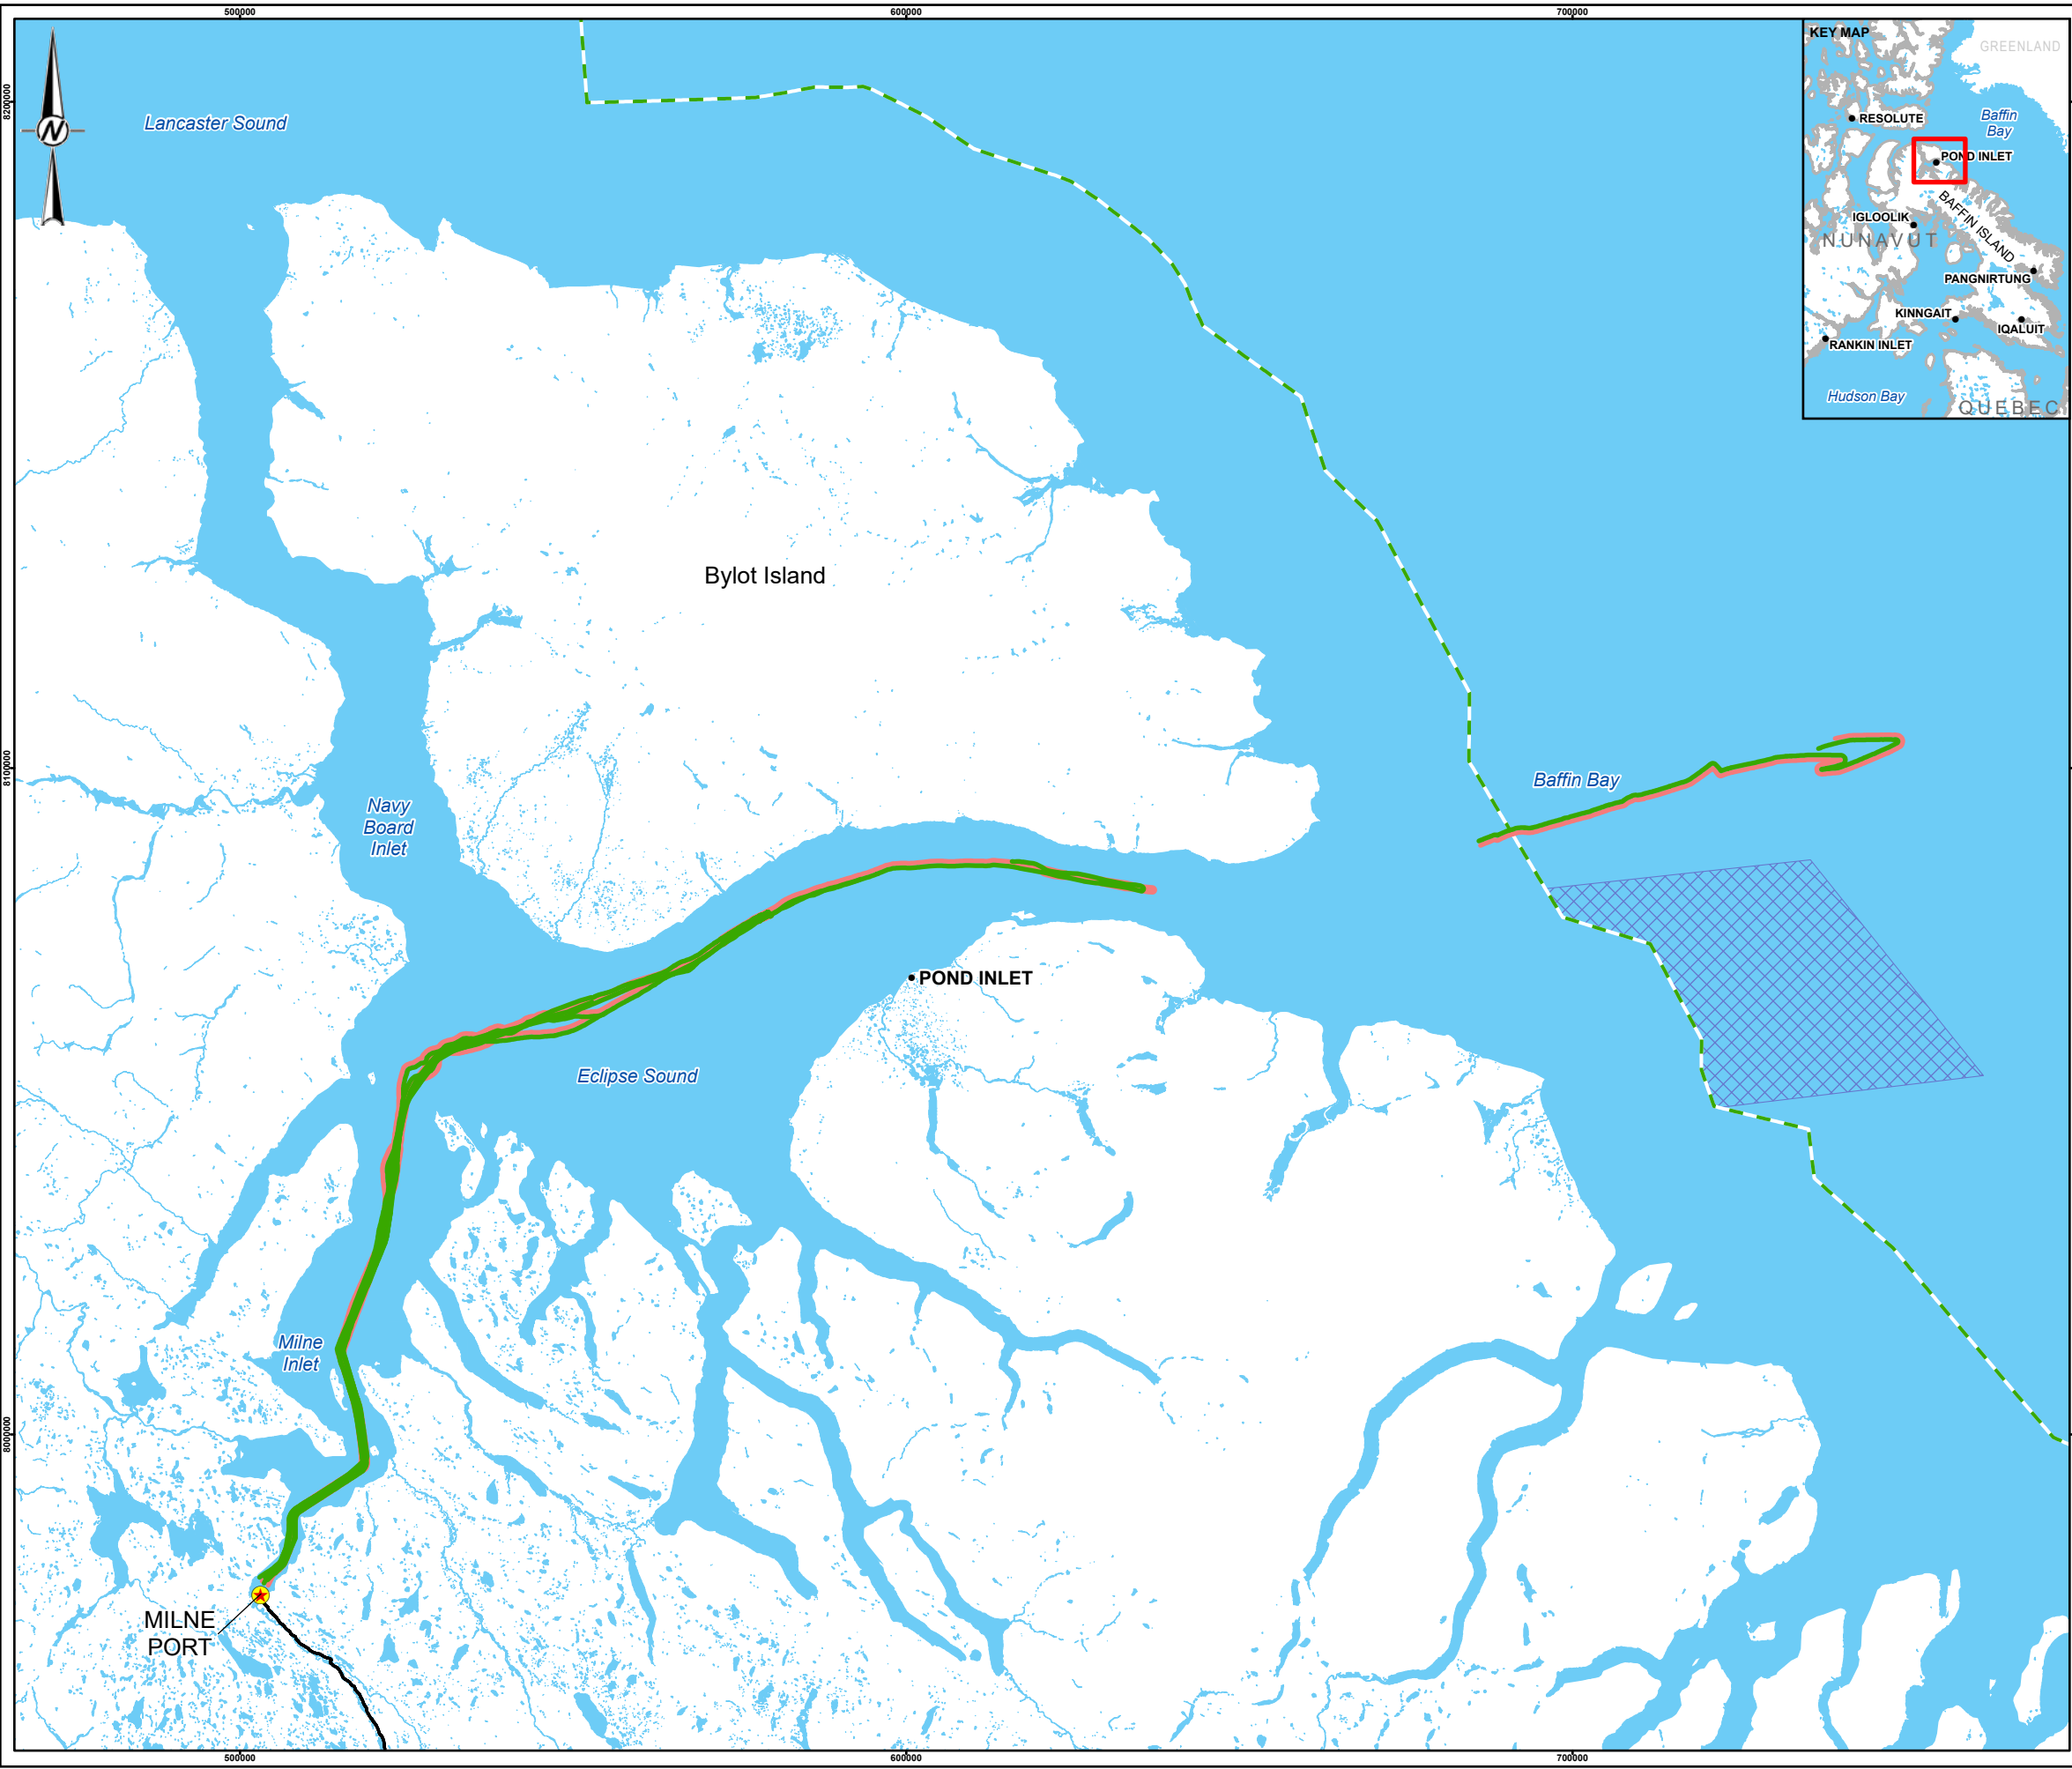 500000
600000
700000
8200000
8100000
8000000
N
Lancaster Sound
KEY MAP
GREENLAND
Baffin
Bay
RESOLUTE
POND INLET
BAFFIN ISLAND
IGLOOLIK
NUNAVUT
PANGNIRTUNG
KINNGAIT
IQALUIT
RANKIN INLET
Hudson Bay
QUEBEC
Bylot Island
Baffin Bay
Navy
Board
Inlet
POND INLET
Eclipse Sound
Milne
Inlet
MILNE
PORT
500000
600000
700000